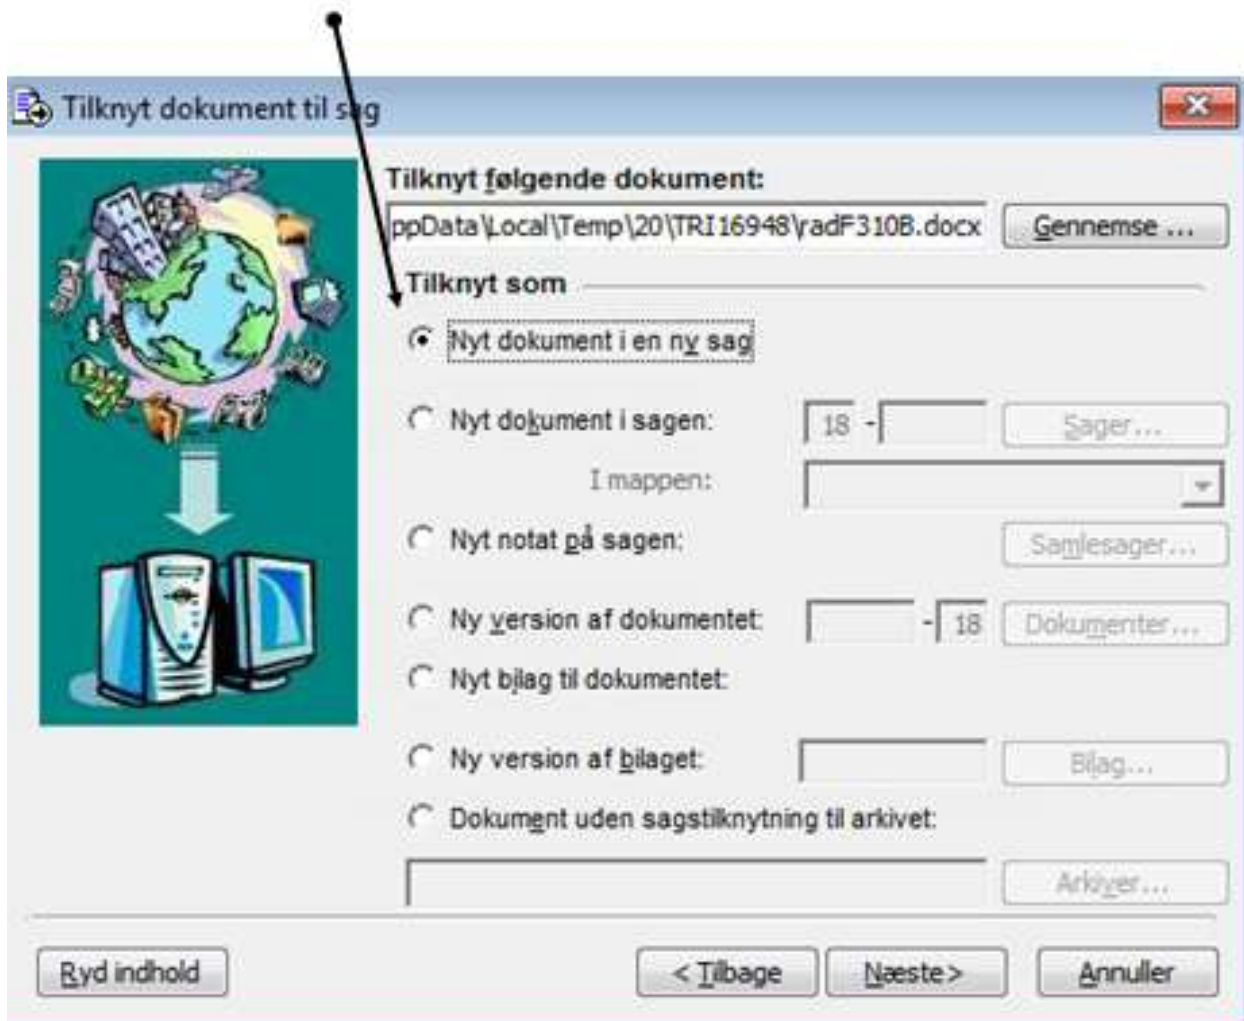 Tilknyt dokument til sag
Tilknyt følgende dokument:
ppData\Local\Temp\20\TRI16948\radF310B.docx Gennemse ...
Tilknyt som
Nyt dokument i en ny sag
Nyt dokument i sagen: 18 - Sager...
I mappen:
Nyt notat på sagen: Samlesager...
Ny version af dokumentet: - 18 Dokumenter...
Nyt bilag til dokumentet:
Ny version af bilaget: Bilag...
Dokument uden sagstilknytning til arkivet:
Arkiver...
Ryd indhold < Tilbage Næste > Annuller